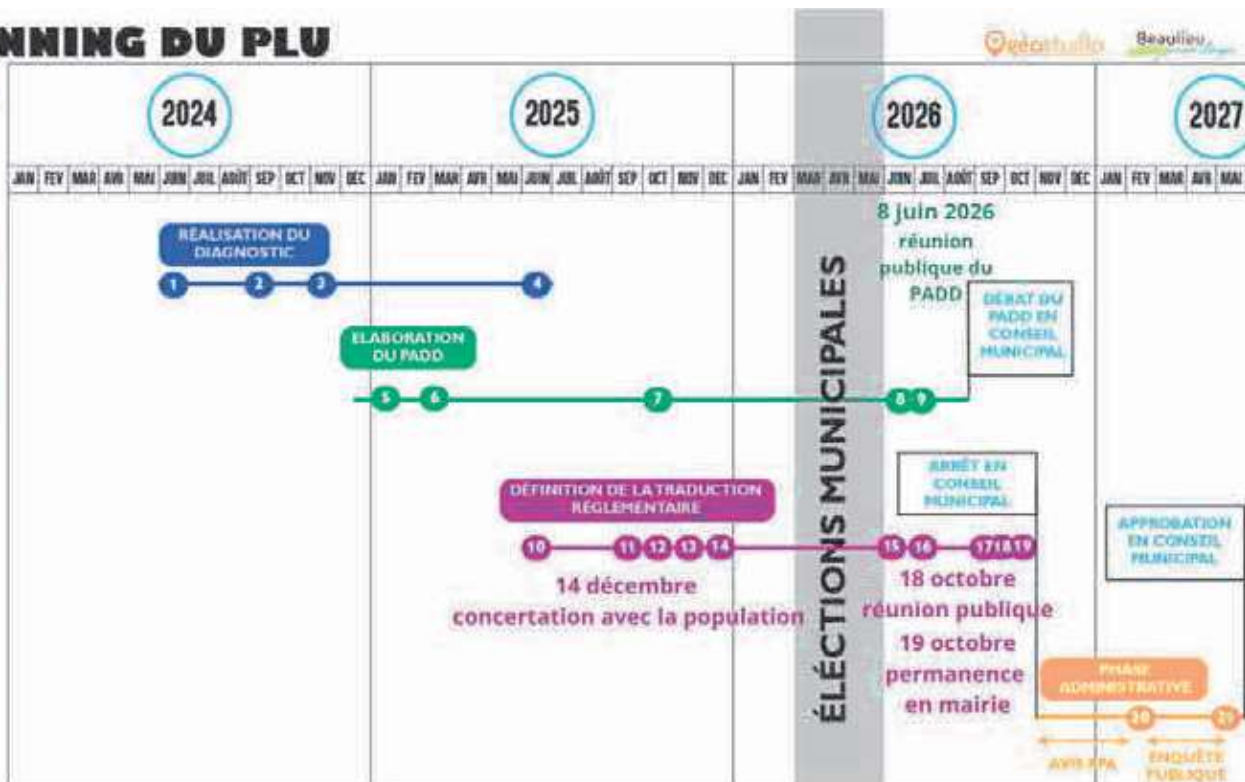 NNING DU PLU
géostudio Beaulieu
2024 2025 2026 2027
JAN FEV MAR AVR MAI JUIN JUIL AOÛT SEP OCT NOV DEC JAN FEV MAR AVR MAI JUIN JUIL AOÛT SEP OCT NOV DEC JAN FEV MAR AVR MAI JUIN JUIL AOÛT SEP OCT NOV DEC JAN FEV MAR AVR MAI
RÉALISATION DU
DIAGNOSTIC
1 2 3 4
8 juin 2026
réunion
publique du
PADD
DÉBAT DU
PADD EN
CONSEIL
MUNICIPAL
ELABORATION
DU PADD
5 6 7 8 9
ÉLÉCTIONS MUNICIPALES
ARRÊT EN
CONSEIL
MUNICIPAL
DÉFINITION DE LA TRADUCTION
RÉGLEMENTAIRE
10 11 12 13 14 15 16 17 18 19
APPROBATION
EN CONSEIL
MUNICIPAL
14 décembre
concertation avec la population
18 octobre
réunion publique
19 octobre
permanence
en mairie
PHASE
ADMINISTRATIVE
20 21
AVIS PPA
ENQUÊTE
PUBLIQUE